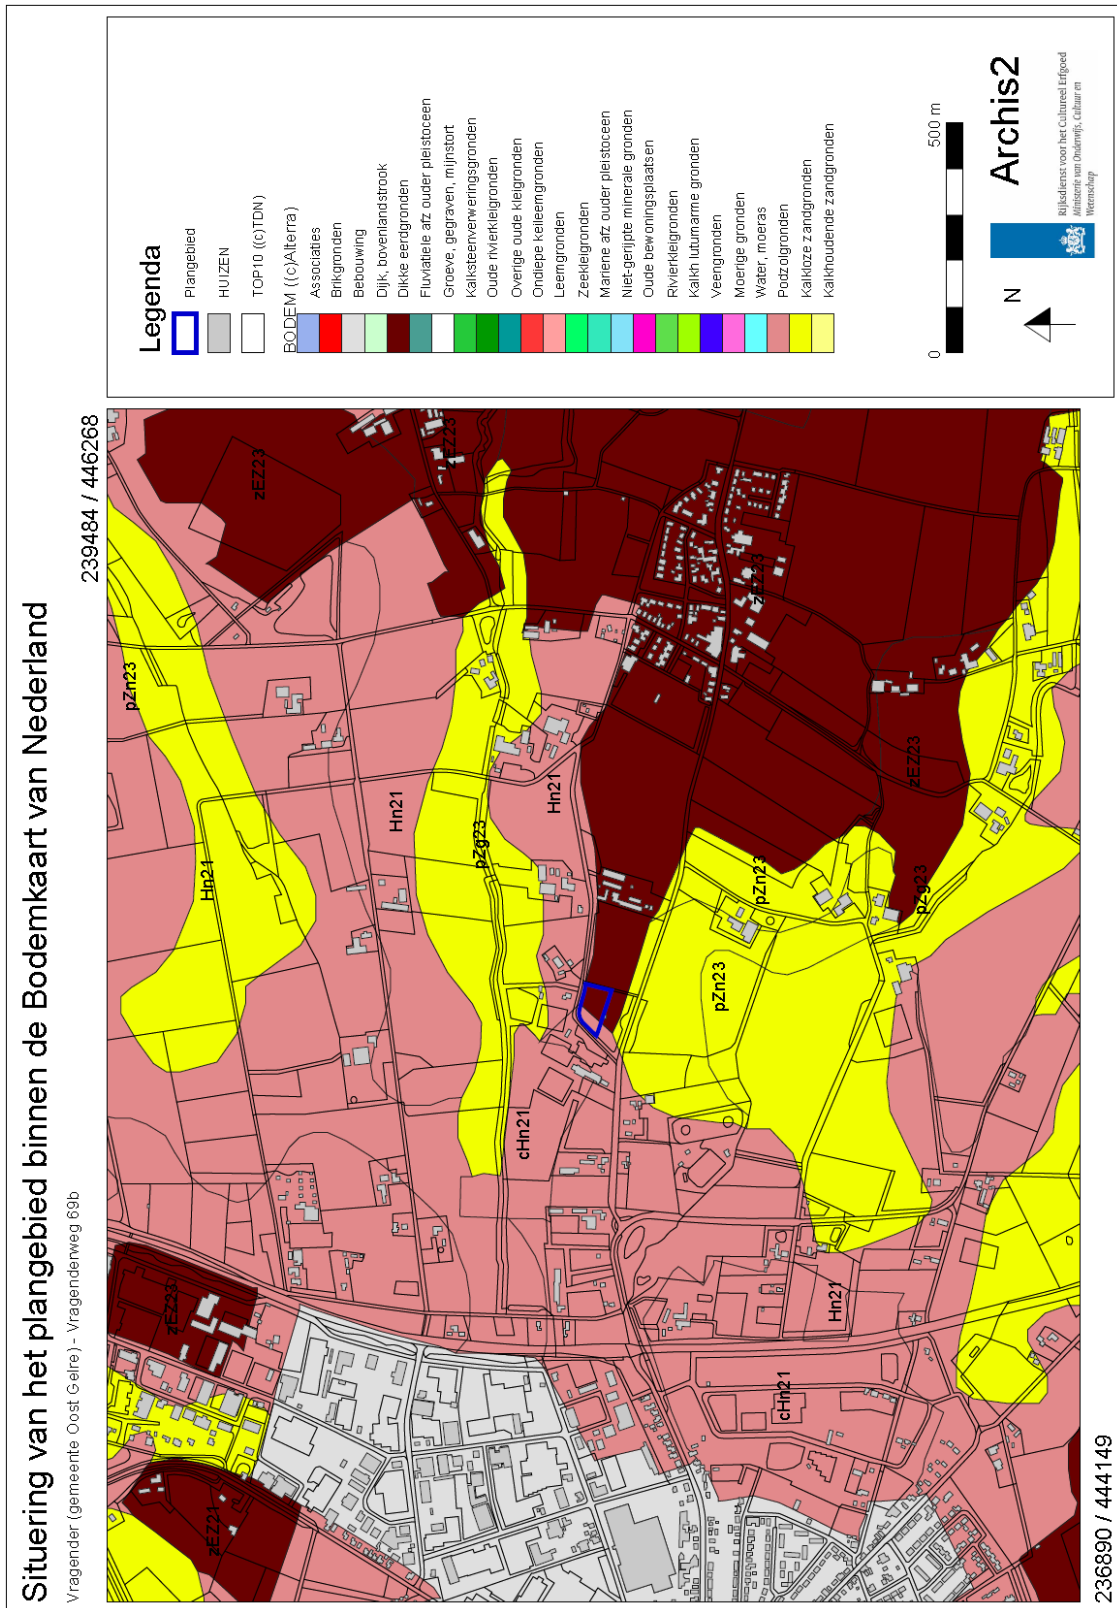 Situering van het plangebied binnen de Bodemkaart van Nederland
Vragender (gemeente Oost Gelre) - Vragenderweg 69b
239484 / 446268
zEZ21
zEZ23
cHn21
Hn21
cHn21
Hn21
pZn23
Hn21
pZg23
Hn21
pZn23
pZn23
pZg23
zEZ23
zEZ23
zEZ23
zEZ23
pZn23
236890 / 444149
Legenda
Plangebied
HUIZEN
TOP10 ((c)TDN)
BODEM ((c)Alterra)
Associaties
Brikgronden
Bebouwing
Dijk, bovenlandstrook
Dikke eerdgronden
Fluviatiele afz ouder pleistoceen
Groeve, gegraven, mijnstort
Kalksteenverweringsgronden
Oude rivierkleigronden
Overige oude kleigronden
Ondiepe keileemgronden
Leemgronden
Zeekleigronden
Mariene afz ouder pleistoceen
Niet-gerijpte minerale gronden
Oude bewoningsplaatsen
Rivierkleigronden
Kalkh lutumarme gronden
Veengronden
Moerige gronden
Water, moeras
Podzolgronden
Kalkloze zandgronden
Kalkhoudende zandgronden
0
500 m
N
Archis2
Rijksdienst voor het Cultureel Erfgoed
Ministerie van Onderwijs, Cultuur en
Wetenschap